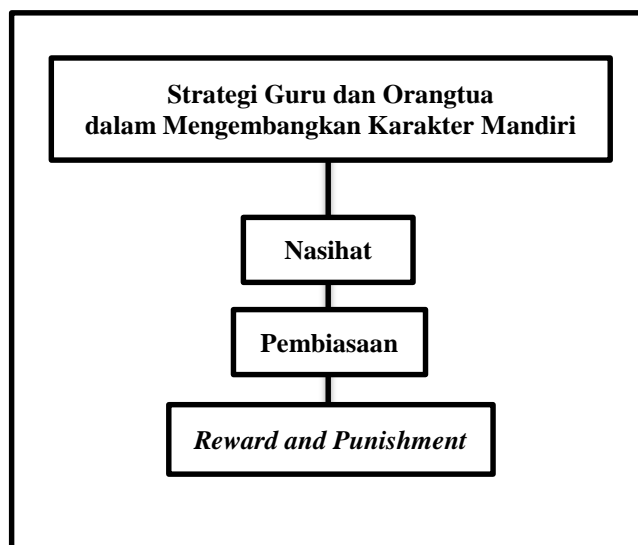 Strategi Guru dan Orangtua
dalam Mengembangkan Karakter Mandiri
Nasihat
Pembiasaan
Reward and Punishment